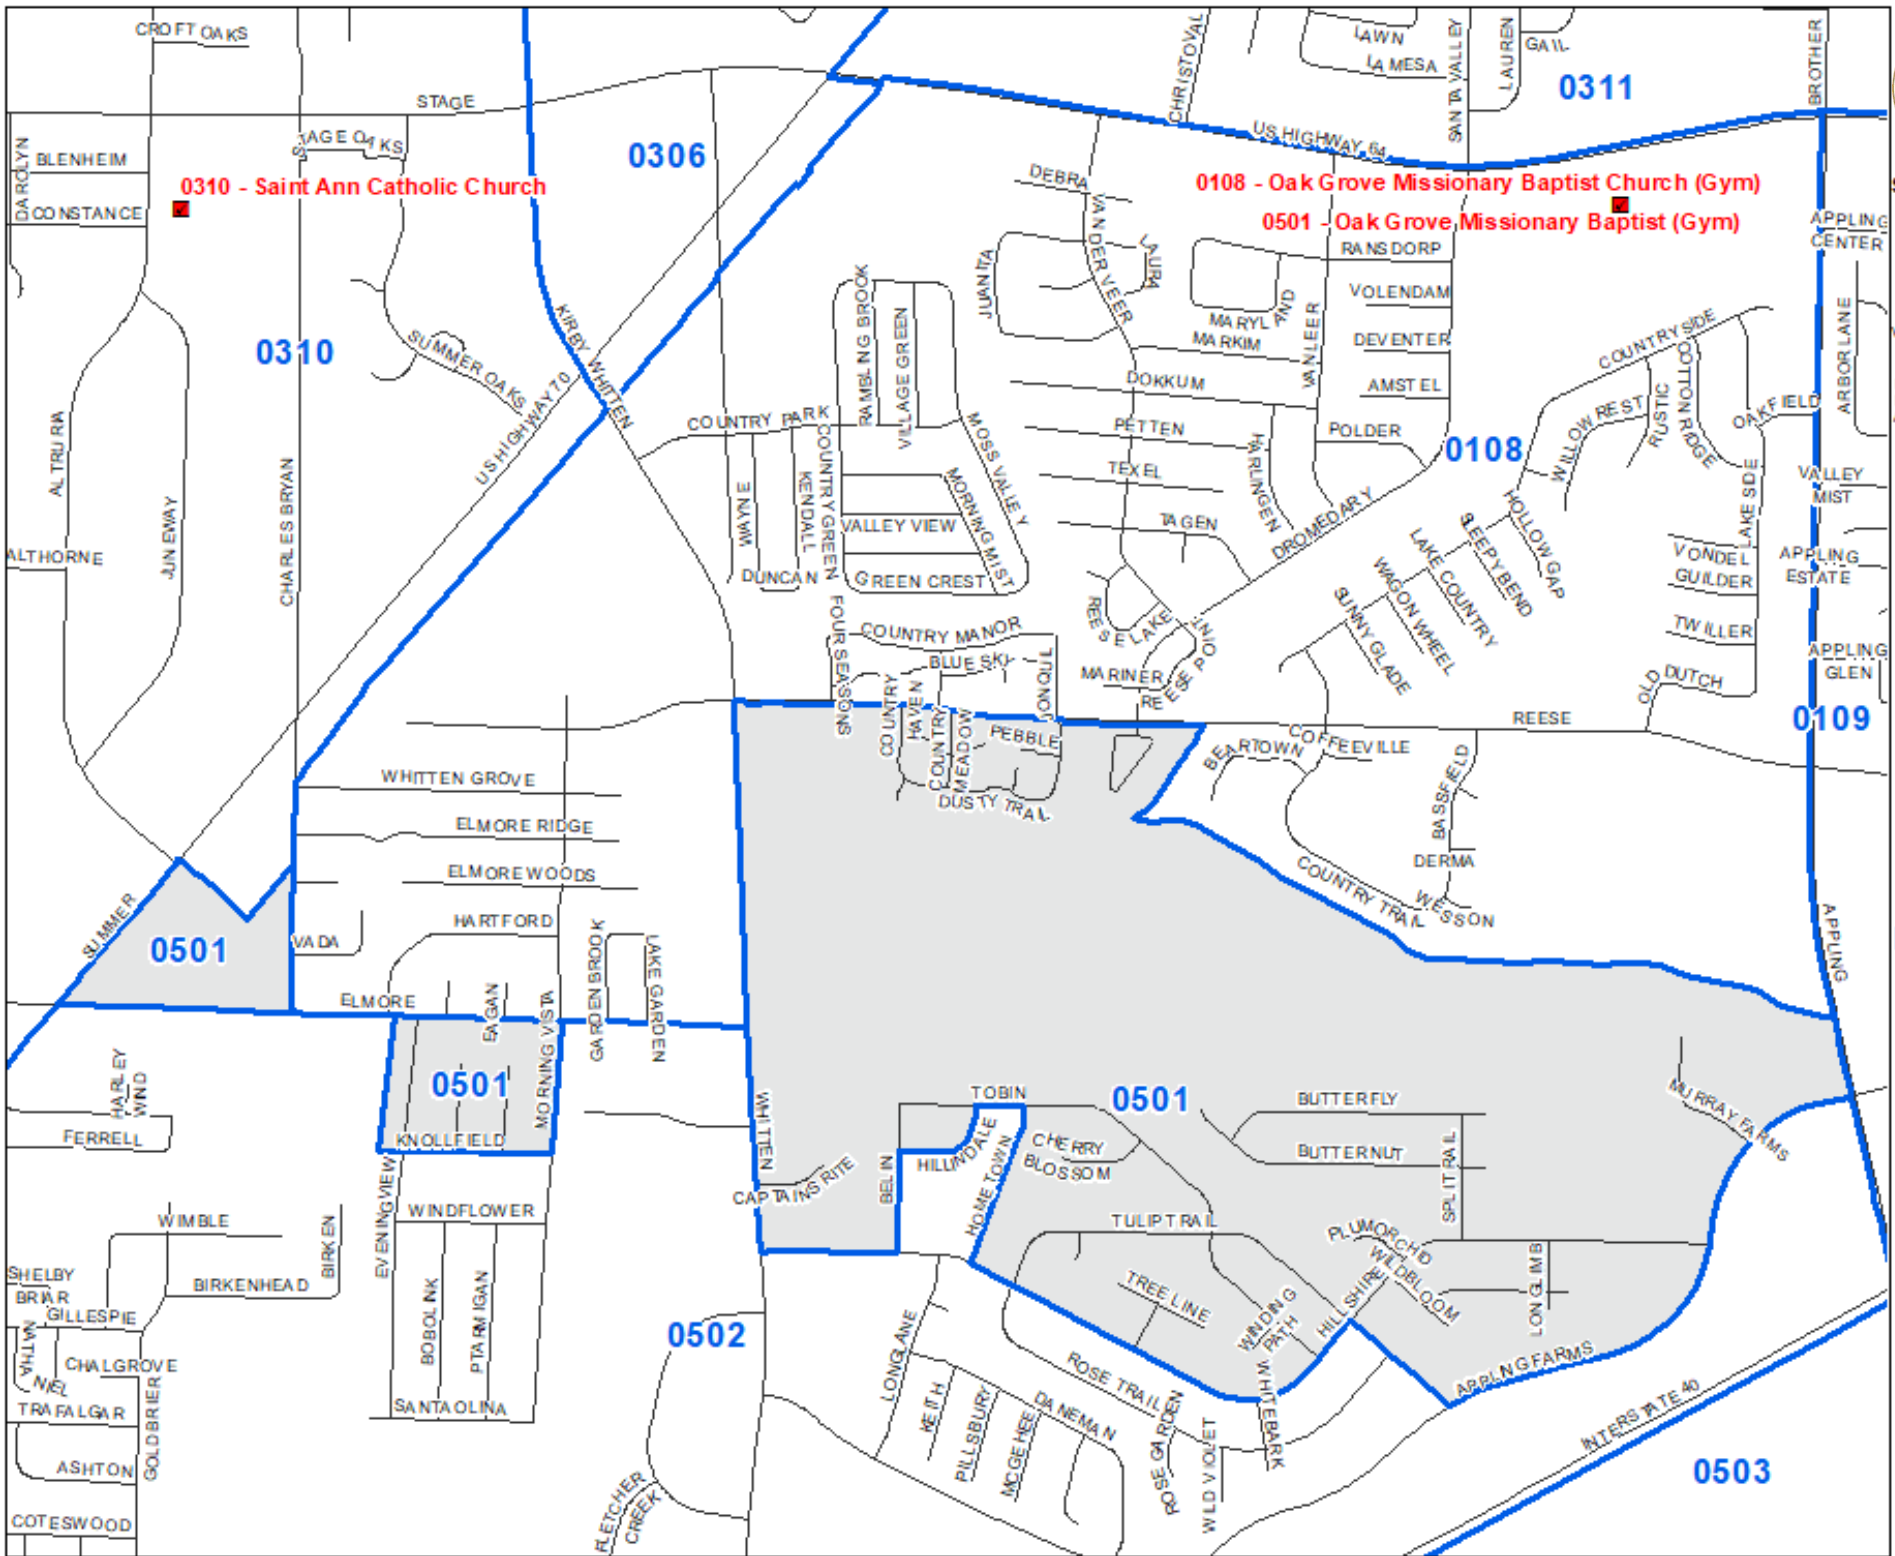 CROFT OAKS
STAGE
STAGE OAKS
DAROLYN
BLENHEIM
CONSTANCE
0310 - Saint Ann Catholic Church
0306
CHRISTOVAL
LAWN
LA MESA
SANTA VALLEY
LAUREN
GAIL
0311
BROTHER
US HIGHWAY 64
0108 - Oak Grove Missionary Baptist Church (Gym)
0501 - Oak Grove Missionary Baptist (Gym)
APPLING
CENTER
DEBRA
VANDERVEER
LAURA
JUANITA
RANSDORP
VOLENDAM
MARYLAND
MARKIM
VANLEER
DEVENTER
AMSTEL
DOKKUM
COUNTRYSIDE
ARBOR LANE
0310
SUMMER OAKS
KIRBY WHITTEN
US HIGHWAY 70
RAMBLING BROOK
VILLAGE GREEN
COUNTRY PARK
MOSS VALLEY
PETTEN
POLDER
0108
WILLOW REST
RUSTIC
COTTON RIDGE
OAKFIELD
ALTRURIA
CHARLES BRYAN
JUNEWAY
ALTHORNE
WAYNE
KENDALL
COUNTRY GREEN
MORNING MIST
VALLEY VIEW
DUNCAN
GREEN CREST
TEXEL
HARLINGEN
TAGEN
DROMEDARY
HOLLOW GAP
SLEEPY BEND
LAKE COUNTRY
WAGON WHEEL
SUNNY GLADE
LAKESIDE
VALLEY
MIST
VONDEL
GUILDER
APPLING
ESTATE
TWILLER
APPLING
GLEN
OLD DUTCH
FOUR SEASONS
COUNTRY MANOR
BLUE SKY
JONQUIL
REESE LAKE
MARINER
REESE POINT
REESE
0109
COUNTRY
HAVEN
COUNTRY
MEADOW
PEBBLE
DUSTY TRAIL
BEARTOWN
COFFEEVILLE
BASSFIELD
DERMA
WESSON
COUNTRY TRAIL
WHITTEN GROVE
ELMORE RIDGE
ELMORE WOODS
HARTFORD
VADA
SUMMER
0501
ELMORE
EAGAN
MORNING VISTA
GARDENBROOK
LAKE GARDEN
APPLING
0501
KNOLLFIELD
HARLEY
WIND
FERRELL
WHITTEN
TOBIN
0501
BUTTERFLY
BUTTERNUT
MURRAY FARMS
SPLIT RAIL
CHERRY
BLOSSOM
HILLINDALE
HOMETOWN
BELIN
CAPTAINS RITE
EVENINGVIEW
WINDFLOWER
WIMBLE
BIRKEN
BIRKENHEAD
TULIP TRAIL
PLUMORCHID
WILDBLOOM
LONG LIMB
HILLSHIRE
TREE LINE
WINDING
PATH
SHELBY
BRIAR
GILLESPIE
NATHA
NIEL
CHALGROVE
TRAFALGAR
GOLDBRIER
BOBOLINK
PTARMIGAN
SANTA OLINA
0502
LONGLANE
KEITH
PILLSBURY
MCGEHEE
DANEMAN
ROSE TRAIL
ROSE GARDEN
WILD VIOLET
WHITEBARK
APPLING FARMS
INTERSTATE 40
0503
ASHTON
COTESWOOD
FLETCHER
CREEK